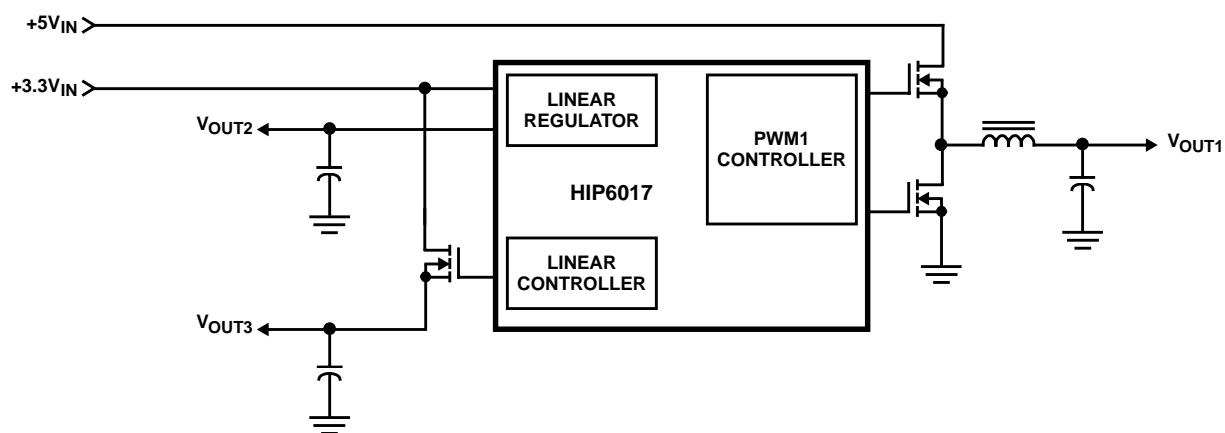 +5VIN
+3.3VIN
VOUT2
VOUT3
LINEAR
REGULATOR
HIP6017
LINEAR
CONTROLLER
PWM1
CONTROLLER
VOUT1